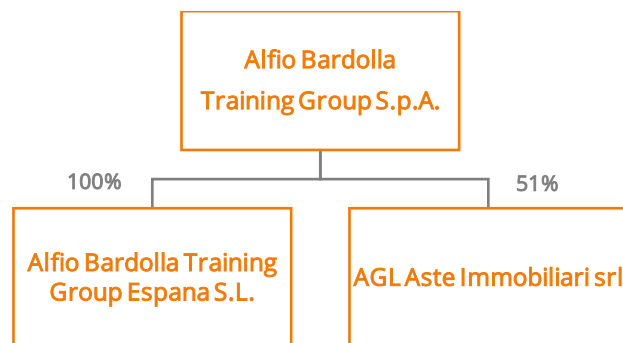 Alfio Bardolla
Training Group S.p.A.
100%
51%
Alfio Bardolla Training
Group Espana S.L.
AGL Aste Immobiliari srl